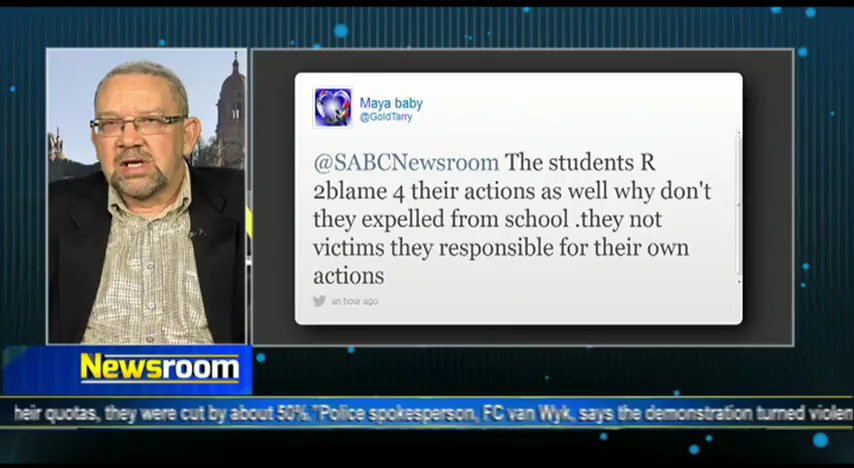 Maya baby
@GoldTarry
@SABCNewsroom The students R
2blame 4 their actions as well why don't
they expelled from school .they not
victims they responsible for their own
actions
an hour ago
Newsroom
heir quotas, they were cut by about 50%."Police spokesperson, FC van Wyk, says the demonstration turned violen